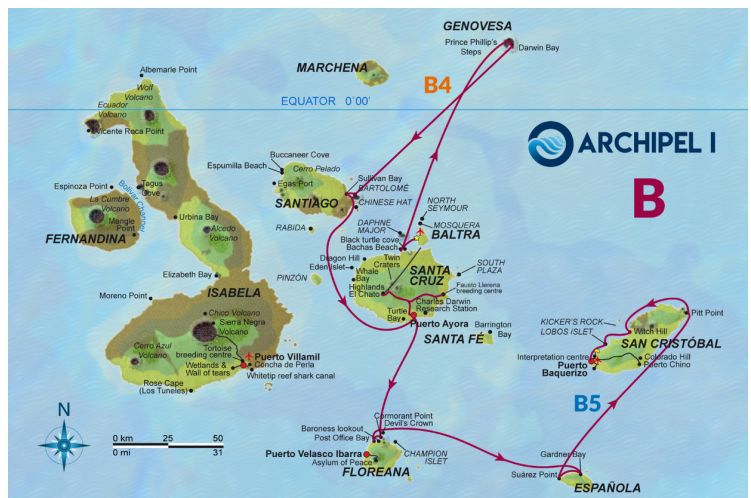 GENOVESA
Prince Phillip's
Steps
Darwin Bay
MARCHENA
B4
Albemarle Point
Wolf
Volcano
Ecuador
Volcano
EQUATOR 0°00'
Vicente Roca Point
ARCHIPEL I
B
Buccaneer Cove
Cerro Pelado
Espumilla Beach
Sullivan Bay
BARTOLOMÉ
Egas Port
CHINESE HAT
SANTIAGO
Espinoza Point
Tagus
Cove
Bolivar Channel
La Cumbre
Volcano
Mangle
Point
FERNANDINA
Urbina Bay
Alcedo
Volcano
RABIDA
NORTH
SEYMOUR
DAPHNE
MAJOR
MOSQUERA
BALTRA
Black turtle cove
Bachas Beach
Twin
Craters
Dragon Hill
Eden Islet
Whale
Bay
SANTA
CRUZ
SOUTH
PLAZA
PINZÓN
Highlands
El Chato
Fausto Llerena
breeding centre
Charles Darwin
Research Station
Turtle
Bay
Puerto Ayora
Elizabeth Bay
ISABELA
Moreno Point
Chico Volcano
Sierra Negra
Volcano
Cerro Azul
Volcano
Tortoise
breeding centre
Puerto Villamil
Wetlands &
Wall of tears
Concha de Perla
Whitetip reef shark canal
Rose Cape
(Los Tuneles)
Barrington
Bay
SANTA FÉ
KICKER'S ROCK
LOBOS ISLET
Witch Hill
Pitt Point
SAN CRISTÓBAL
Interpretation centre
Puerto
Baquerizo
Colorado Hill
Puerto Chino
B5
N
0 km 25 50
0 mi 31
Cormorant Point
Devil's Crown
Baroness lookout
Post Office Bay
Puerto Velasco Ibarra
Asylum of Peace
CHAMPION
ISLET
FLOREANA
Gardner Bay
Suárez Point
ESPAÑOLA